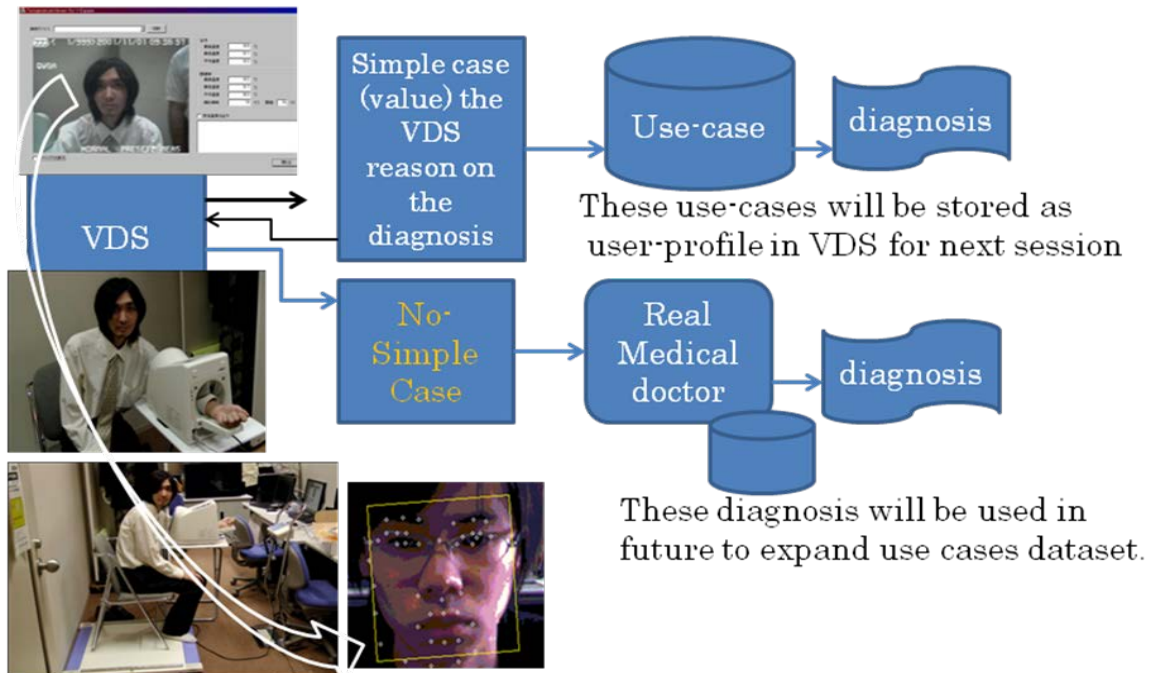 Simple case
(value) the
VDS
reason on
the
diagnosis
Use-case
diagnosis
These use-cases will be stored as
user-profile in VDS for next session
VDS
No-
Simple
Case
Real
Medical
doctor
diagnosis
These diagnosis will be used in
future to expand use cases dataset.